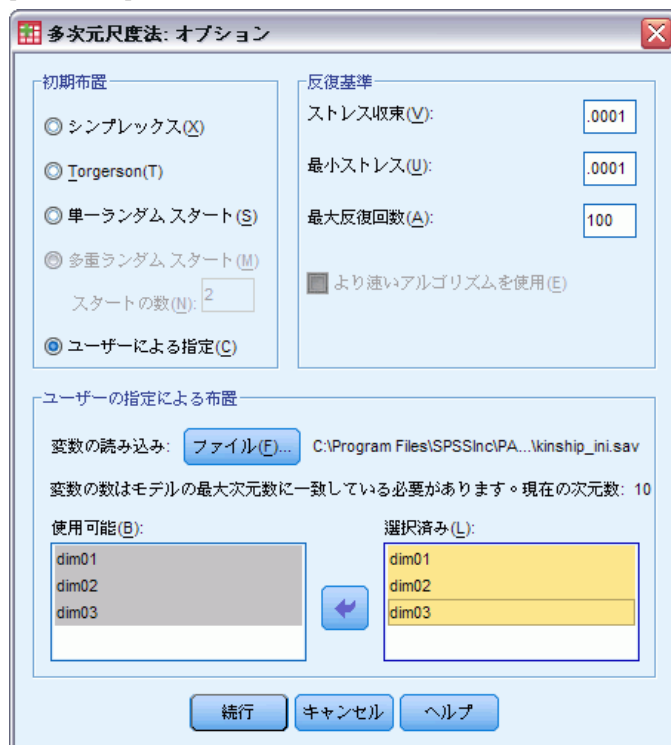 多次元尺度法: オプション
初期布置
シンプレックス(X)
Torgerson(T)
単一ランダム スタート(S)
多重ランダム スタート(M)
スタートの数(N): 2
ユーザーによる指定(C)
反復基準
ストレス収束(V): .0001
最小ストレス(U): .0001
最大反復回数(A): 100
より速いアルゴリズムを使用(E)
ユーザーの指定による布置
変数の読み込み: ファイル(F)... C:\Program Files\SPSSInc\PA...\kinship_ini.sav
変数の数はモデルの最大次元数に一致している必要があります。現在の次元数: 10
使用可能(B):
dim01
dim02
dim03
選択済み(L):
dim01
dim02
dim03
続行 キャンセル ヘルプ